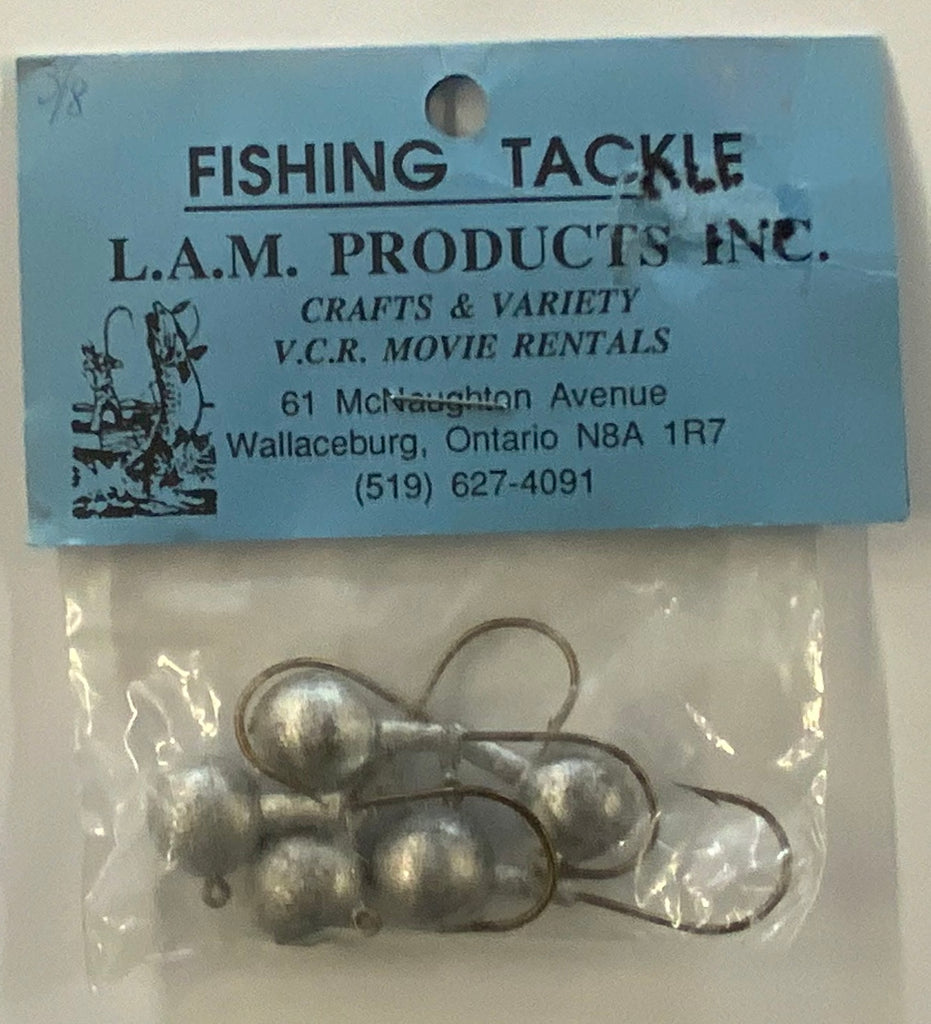 3/8
FISHING TACKLE
L.A.M. PRODUCTS INC.
CRAFTS & VARIETY
V.C.R. MOVIE RENTALS
61 McNaughton Avenue
Wallaceburg, Ontario N8A 1R7
(519) 627-4091